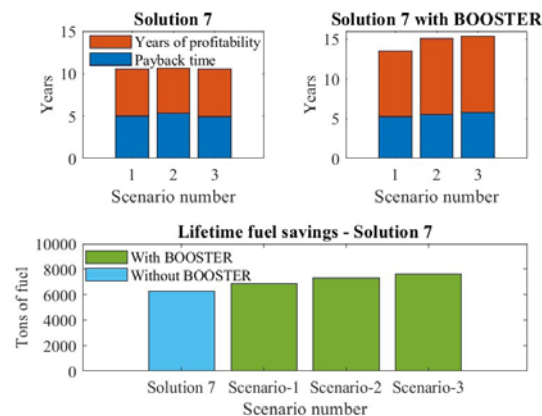 Solution 7
Years of profitability
Payback time
15
10
5
0
Years
1 2 3
Scenario number
Solution 7 with BOOSTER
15
10
5
0
Years
1 2 3
Scenario number
Lifetime fuel savings - Solution 7
With BOOSTER
Without BOOSTER
10000
8000
6000
4000
2000
0
Tons of fuel
Solution 7 Scenario-1 Scenario-2 Scenario-3
Scenario number